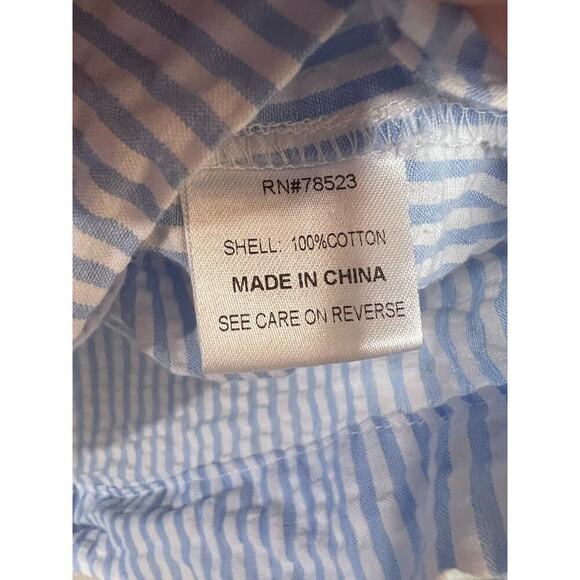 RN#78523
SHELL: 100%COTTON
MADE IN CHINA
SEE CARE ON REVERSE